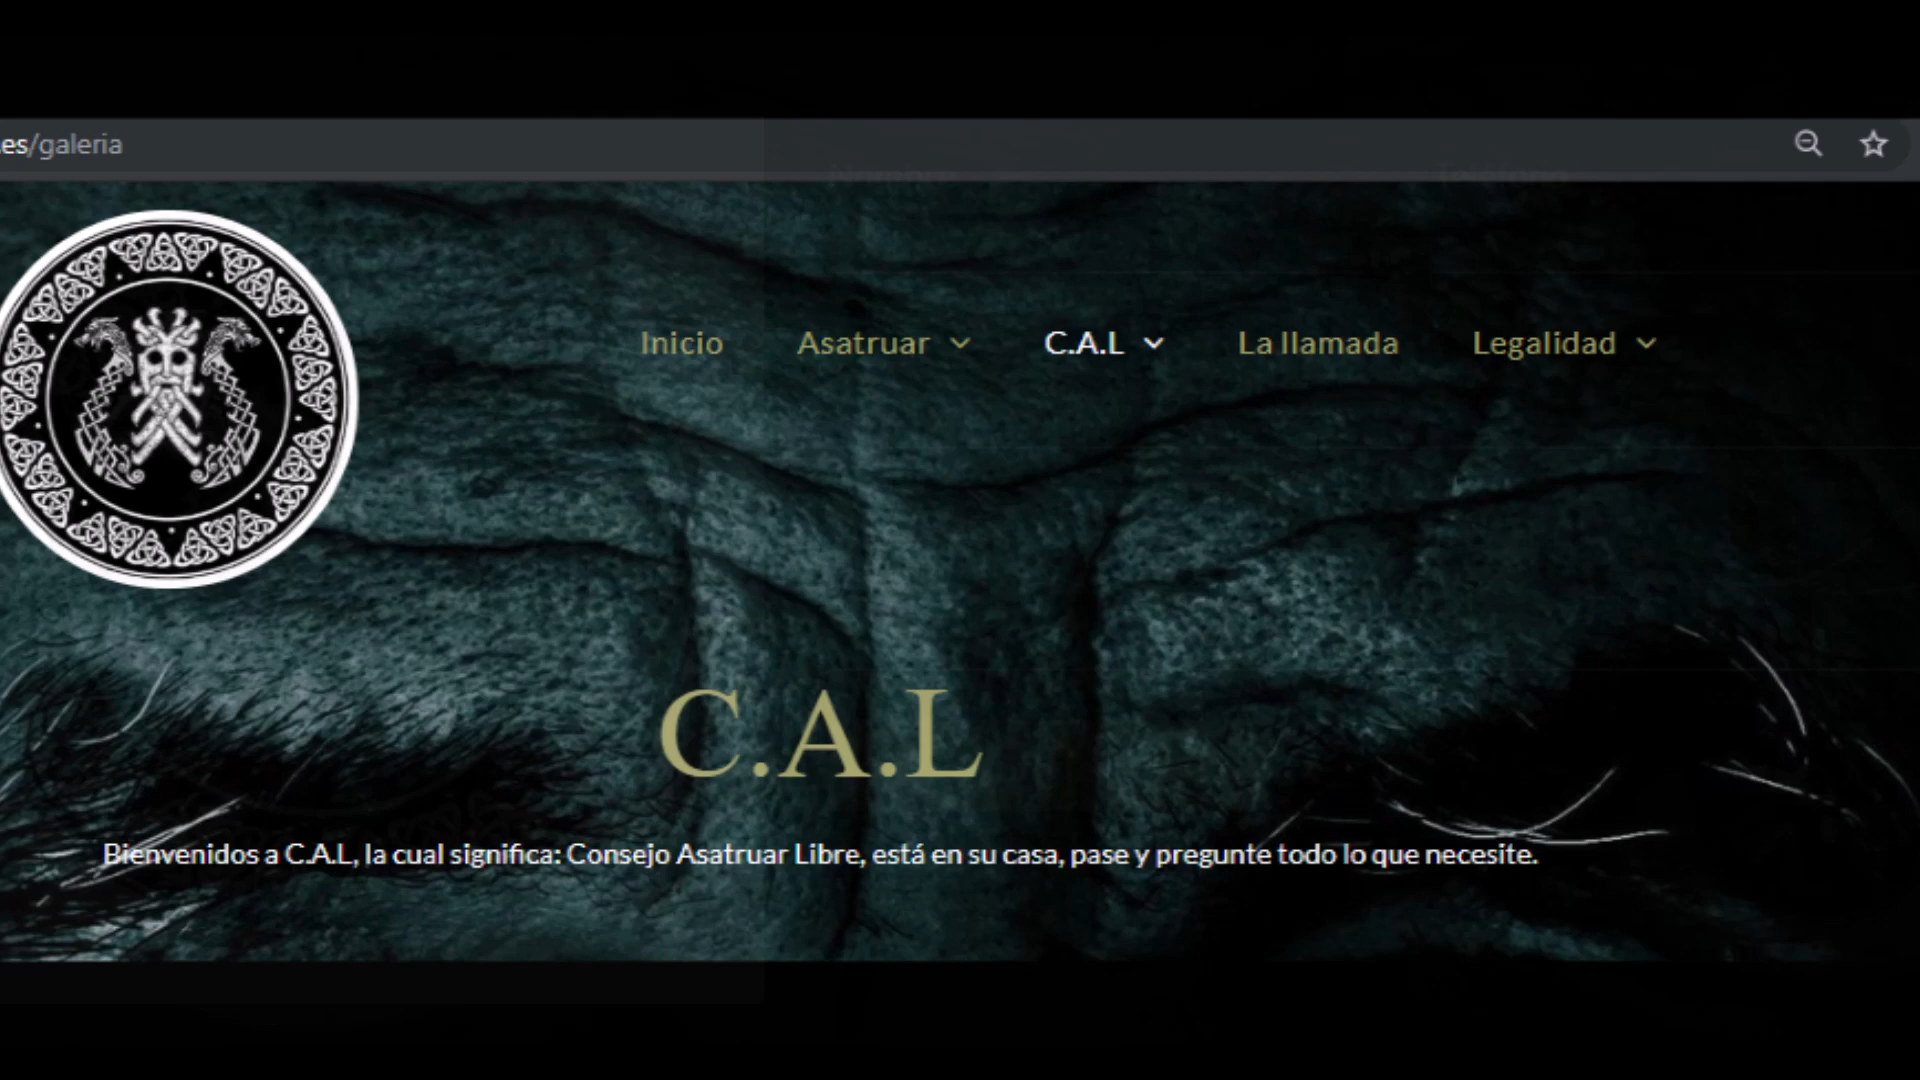 .es/galeria
Inicio Asatruar C.A.L La llamada Legalidad
C.A.L
Bienvenidos a C.A.L, la cual significa: Consejo Asatruar Libre, está en su casa, pase y pregunte todo lo que necesite.